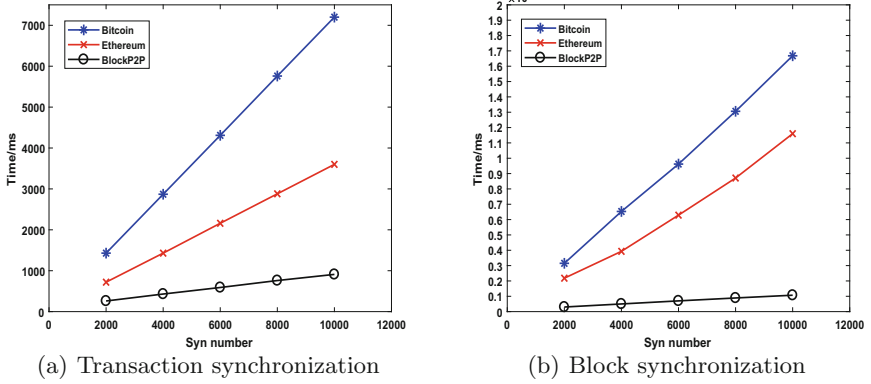 7000
6000
5000
4000
3000
2000
1000
0
Time/ms
Bitcoin
Ethereum
BlockP2P
0 2000 4000 6000 8000 10000 12000
Syn number
(a) Transaction synchronization
2
1.9
1.8
1.7
1.6
1.5
1.4
1.3
1.2
1.1
1
0.9
0.8
0.7
0.6
0.5
0.4
0.3
0.2
0.1
0
Time/ms
Bitcoin
Ethereum
BlockP2P
0 2000 4000 6000 8000 10000 12000
Syn number
(b) Block synchronization